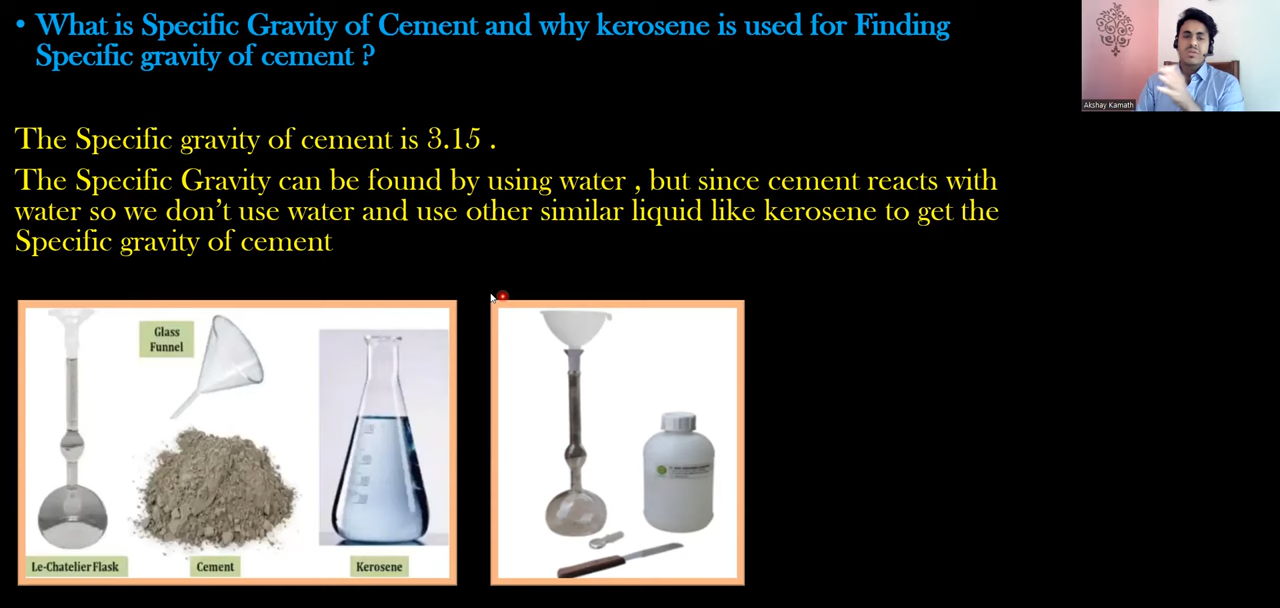 • What is Specific Gravity of Cement and why kerosene is used for Finding
Specific gravity of cement ?
Akshay Kamath
The Specific gravity of cement is 3.15 .
The Specific Gravity can be found by using water , but since cement reacts with
water so we don’t use water and use other similar liquid like kerosene to get the
Specific gravity of cement
Glass
Funnel
Le-Chatelier Flask
Cement
Kerosene